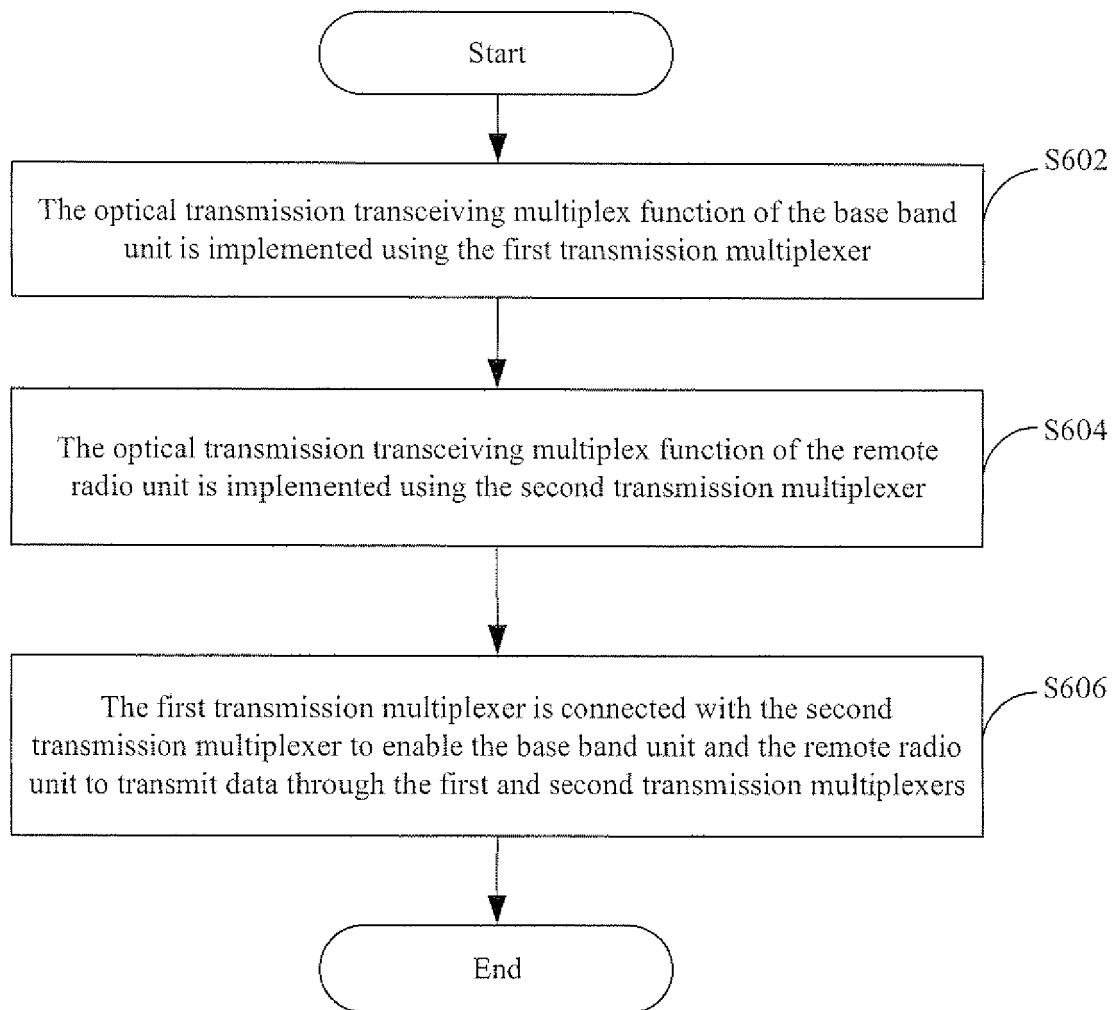 Start
S602
The optical transmission transceiving multiplex function of the base band
unit is implemented using the first transmission multiplexer
S604
The optical transmission transceiving multiplex function of the remote
radio unit is implemented using the second transmission multiplexer
S606
The first transmission multiplexer is connected with the second
transmission multiplexer to enable the base band unit and the remote radio
unit to transmit data through the first and second transmission multiplexers
End